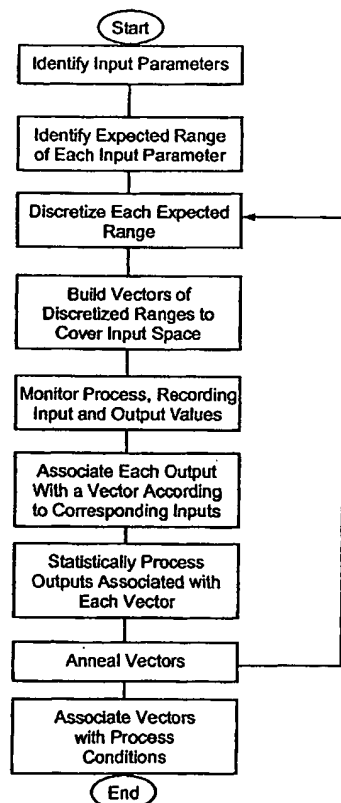 Start
Identify Input Parameters
Identify Expected Range
of Each Input Parameter
Discretize Each Expected
Range
Build Vectors of
Discretized Ranges to
Cover Input Space
Monitor Process, Recording
Input and Output Values
Associate Each Output
With a Vector According
to Corresponding Inputs
Statistically Process
Outputs Associated with
Each Vector
Anneal Vectors
Associate Vectors
with Process
Conditions
End